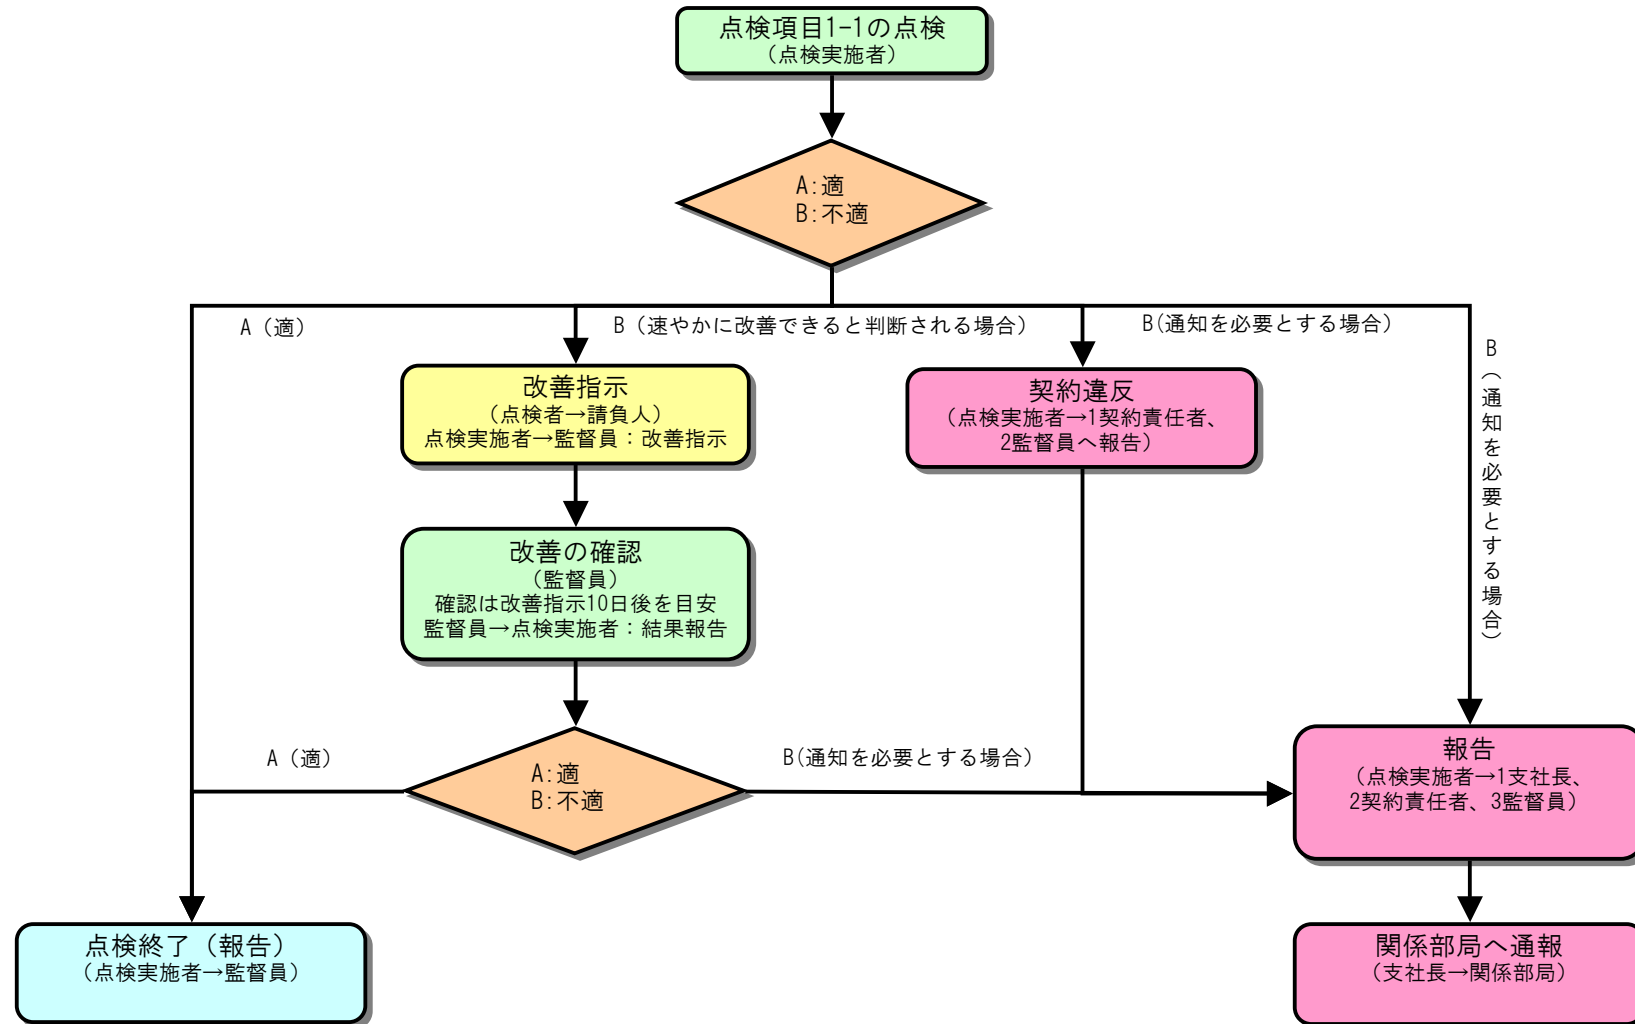 点検項目1-1の点検
（点検実施者）
A:適
B:不適
A（適）
B（速やかに改善できると判断される場合）
B(通知を必要とする場合)
B（通知を必要とする場合）
改善指示
（点検者→請負人）
点検実施者→監督員：改善指示
契約違反
（点検実施者→1契約責任者、
2監督員へ報告）
改善の確認
（監督員）
確認は改善指示10日後を目安
監督員→点検実施者：結果報告
A（適）
A:適
B:不適
B(通知を必要とする場合)
報告
（点検実施者→1支社長、
2契約責任者、3監督員）
点検終了（報告）
（点検実施者→監督員）
関係部局へ通報
（支社長→関係部局）